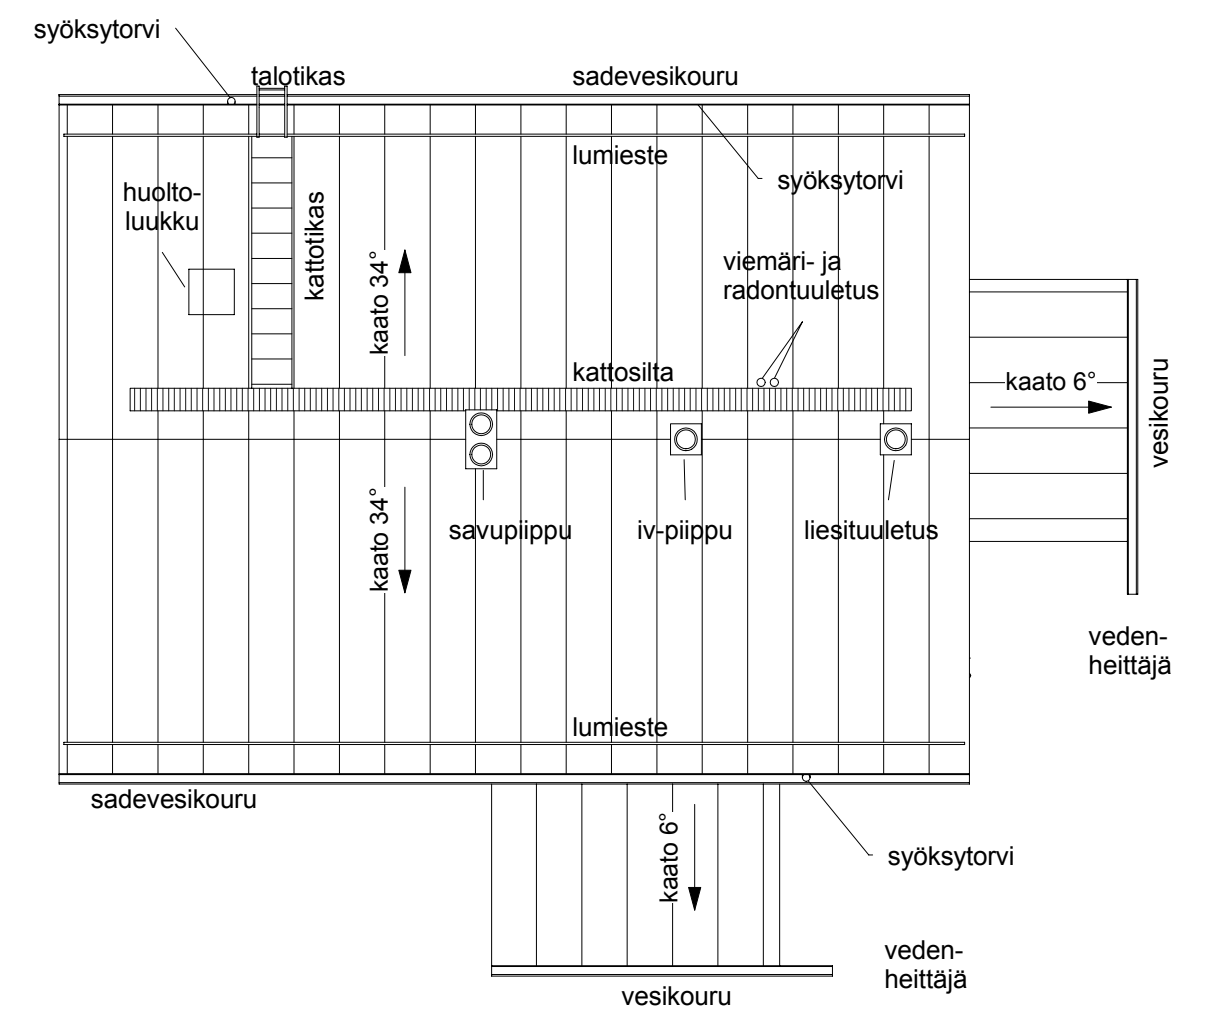 syöksytorvi
talotikas
sadevesikouru
lumieste
syöksytorvi
huolto-
luukku
kattotikas
kaato 34°
viemäri- ja
radontuuletus
kattosilta
kaato 6°
vesikouru
kaato 34°
savupiippu
iv-piippu
liesituuletus
veden-
heittäjä
lumieste
sadevesikouru
kaato 6°
syöksytorvi
veden-
heittäjä
vesikouru